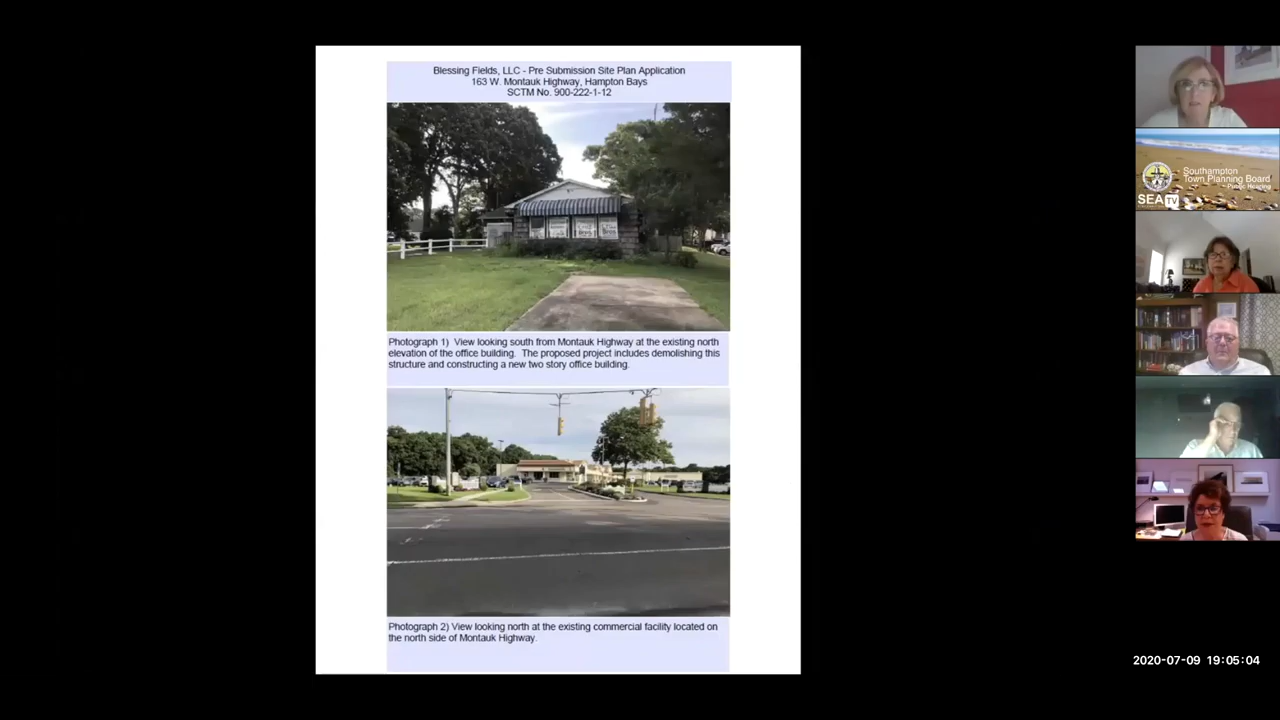 Blessing Fields, LLC - Pre Submission Site Plan Application
163 W. Montauk Highway, Hampton Bays
SCTM No. 900-222-1-12
Photograph 1) View looking south from Montauk Highway at the existing north
elevation of the office building. The proposed project includes demolishing this
structure and constructing a new two story office building.
Photograph 2) View looking north at the existing commercial facility located on
the north side of Montauk Highway.
Southampton
Town Planning Board
Public Hearing
SEA
TV
2020-07-09 19:05:04